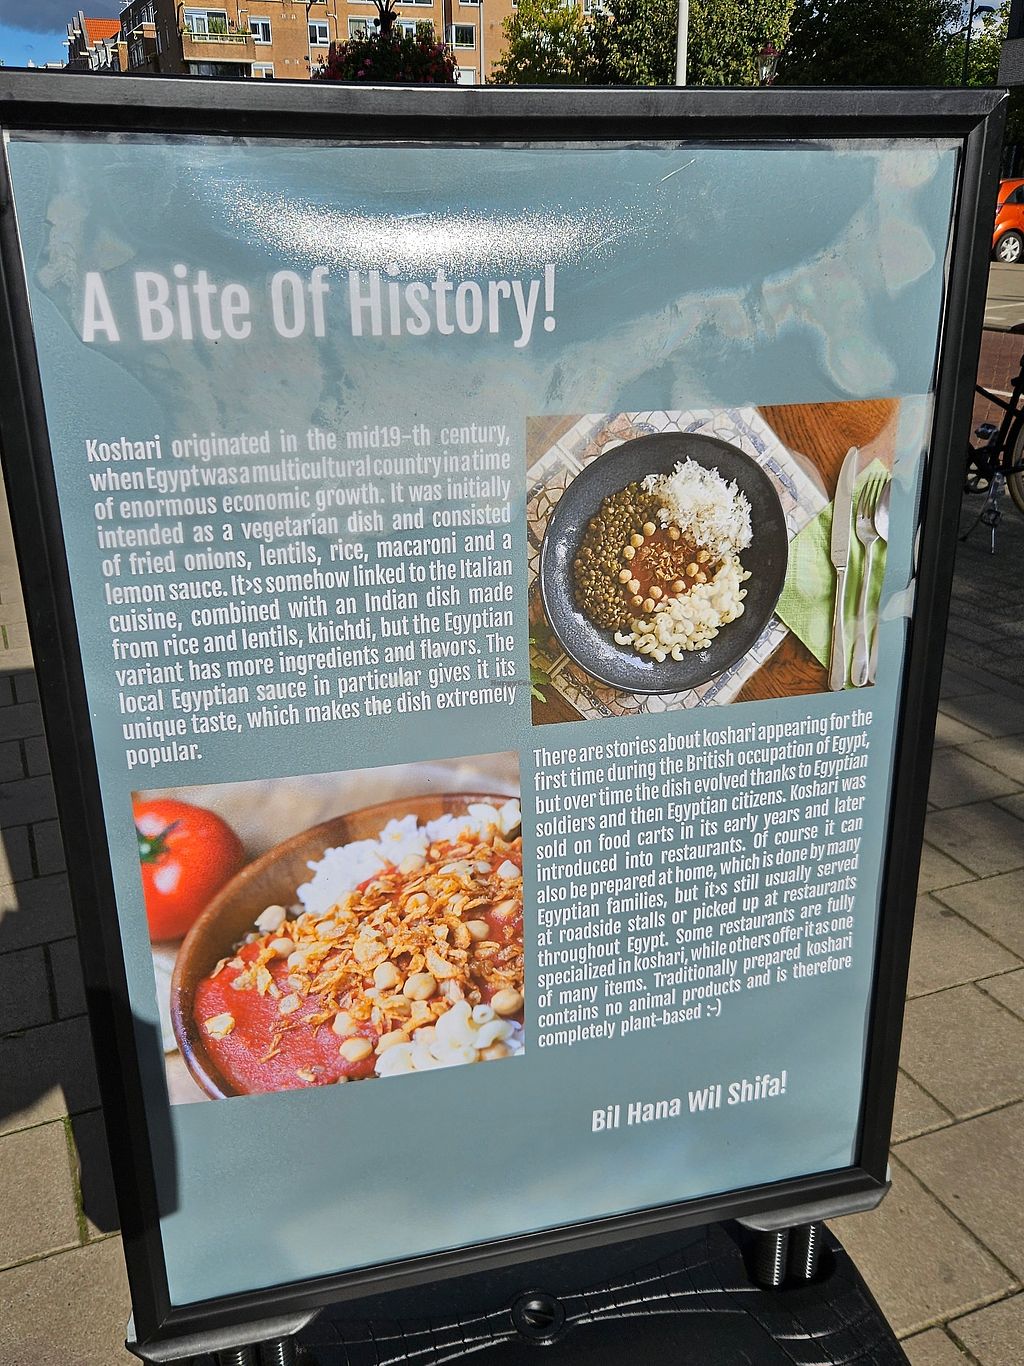 A Bite Of History!
Koshari originated in the mid19-th century,
when Egypt was a multicultural country in a time
of enormous economic growth. It was initially
intended as a vegetarian dish and consisted
of fried onions, lentils, rice, macaroni and a
lemon sauce. It>s somehow linked to the Italian
cuisine, combined with an Indian dish made
from rice and lentils, khichdi, but the Egyptian
variant has more ingredients and flavors. The
local Egyptian sauce in particular gives it its
unique taste, which makes the dish extremely
popular.
There are stories about koshari appearing for the
first time during the British occupation of Egypt,
but over time the dish evolved thanks to Egyptian
soldiers and then Egyptian citizens. Koshari was
sold on food carts in its early years and later
introduced into restaurants. Of course it can
also be prepared at home, which is done by many
Egyptian families, but it>s still usually served
at roadside stalls or picked up at restaurants
throughout Egypt. Some restaurants are fully
specialized in koshari, while others offer it as one
of many items. Traditionally prepared koshari
contains no animal products and is therefore
completely plant-based :-)
Bil Hana Wil Shifa!